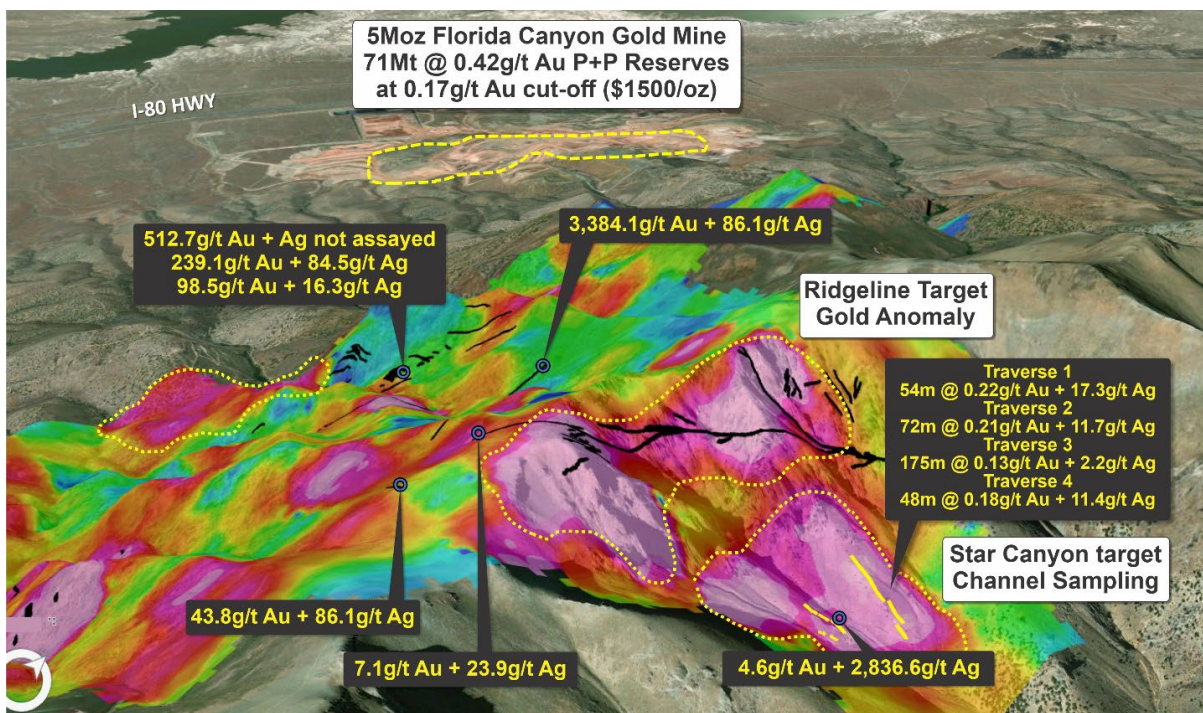 5Moz Florida Canyon Gold Mine
71Mt @ 0.42g/t Au P+P Reserves
at 0.17g/t Au cut-off ($1500/oz)
I-80 HWY
512.7g/t Au + Ag not assayed
239.1g/t Au + 84.5g/t Ag
98.5g/t Au + 16.3g/t Ag
3,384.1g/t Au + 86.1g/t Ag
Ridgeline Target
Gold Anomaly
Traverse 1
54m @ 0.22g/t Au + 17.3g/t Ag
Traverse 2
72m @ 0.21g/t Au + 11.7g/t Ag
Traverse 3
175m @ 0.13g/t Au + 2.2g/t Ag
Traverse 4
48m @ 0.18g/t Au + 11.4g/t Ag
Star Canyon target
Channel Sampling
43.8g/t Au + 86.1g/t Ag
7.1g/t Au + 23.9g/t Ag
4.6g/t Au + 2,836.6g/t Ag